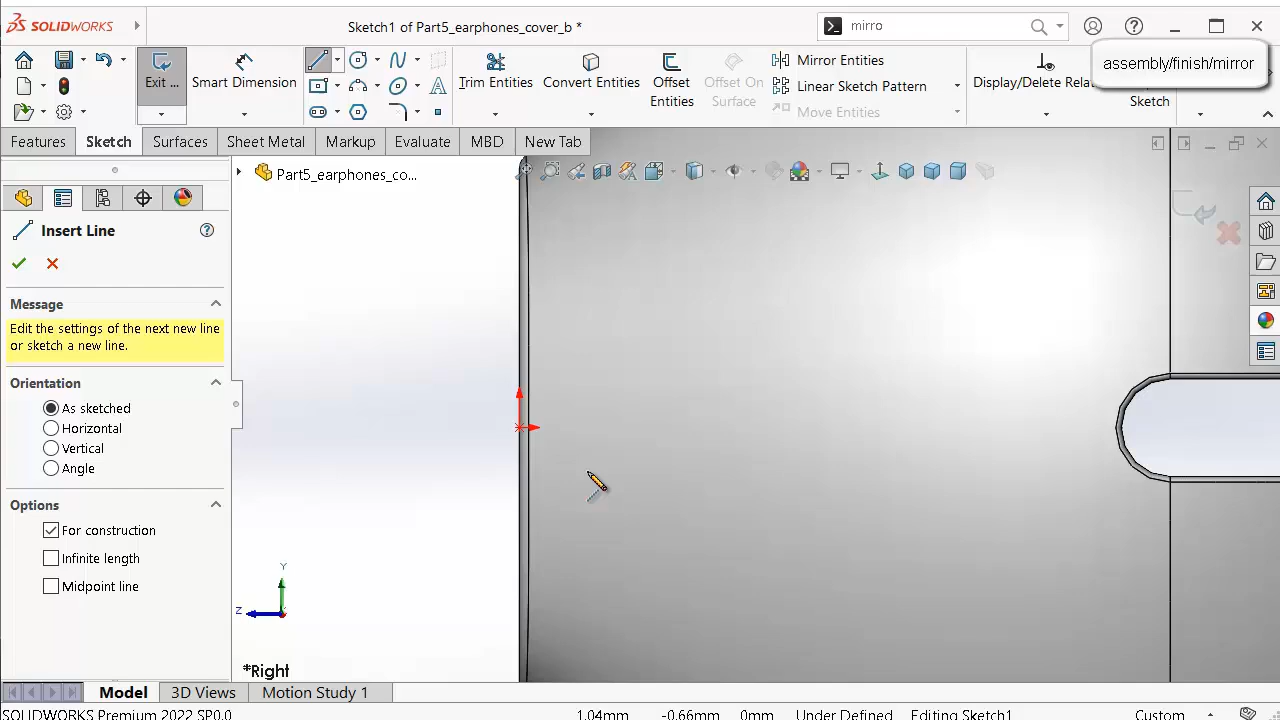 SOLIDWORKS
Sketch1 of Part5_earphones_cover_b *
mirro
assembly/finish/mirror
Exit ...
Smart Dimension
Trim Entities
Convert Entities
Offset
Entities
Offset On
Surface
Mirror Entities
Linear Sketch Pattern
Move Entities
Display/Delete Rela
Sketch
Features
Sketch
Surfaces
Sheet Metal
Markup
Evaluate
MBD
New Tab
Part5_earphones_co...
Insert Line
Message
Edit the settings of the next new line
or sketch a new line.
Orientation
As sketched
Horizontal
Vertical
Angle
Options
For construction
Infinite length
Midpoint line
Y
Z
*Right
Model
3D Views
Motion Study 1
SOLIDWORKS Premium 2022 SP0.0
1.04mm
-0.66mm
0mm
Under Defined
Editing Sketch1
Custom